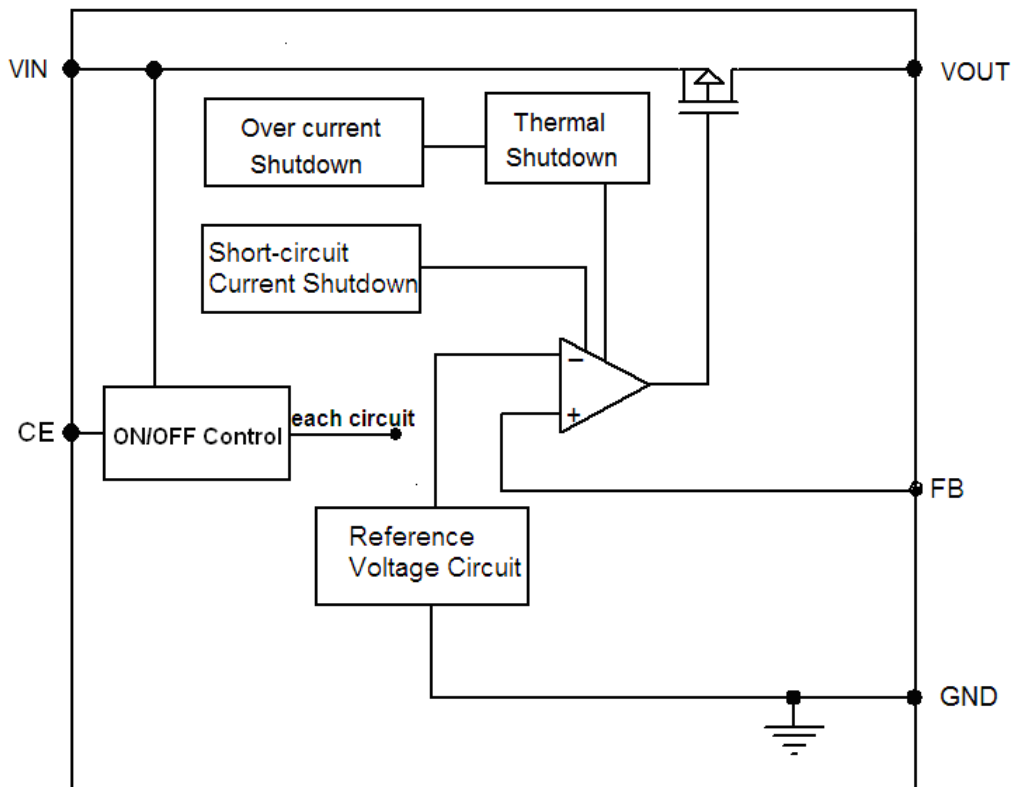 VIN
VOUT
Over current
Shutdown
Thermal
Shutdown
Short-circuit
Current Shutdown
−
+
each circuit
CE
ON/OFF Control
FB
Reference
Voltage Circuit
GND